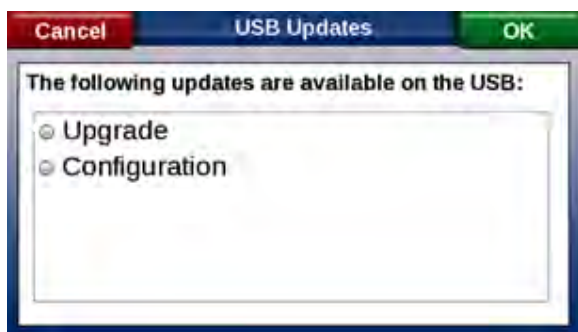 Cancel USB Updates OK
The following updates are available on the USB:
Upgrade
Configuration